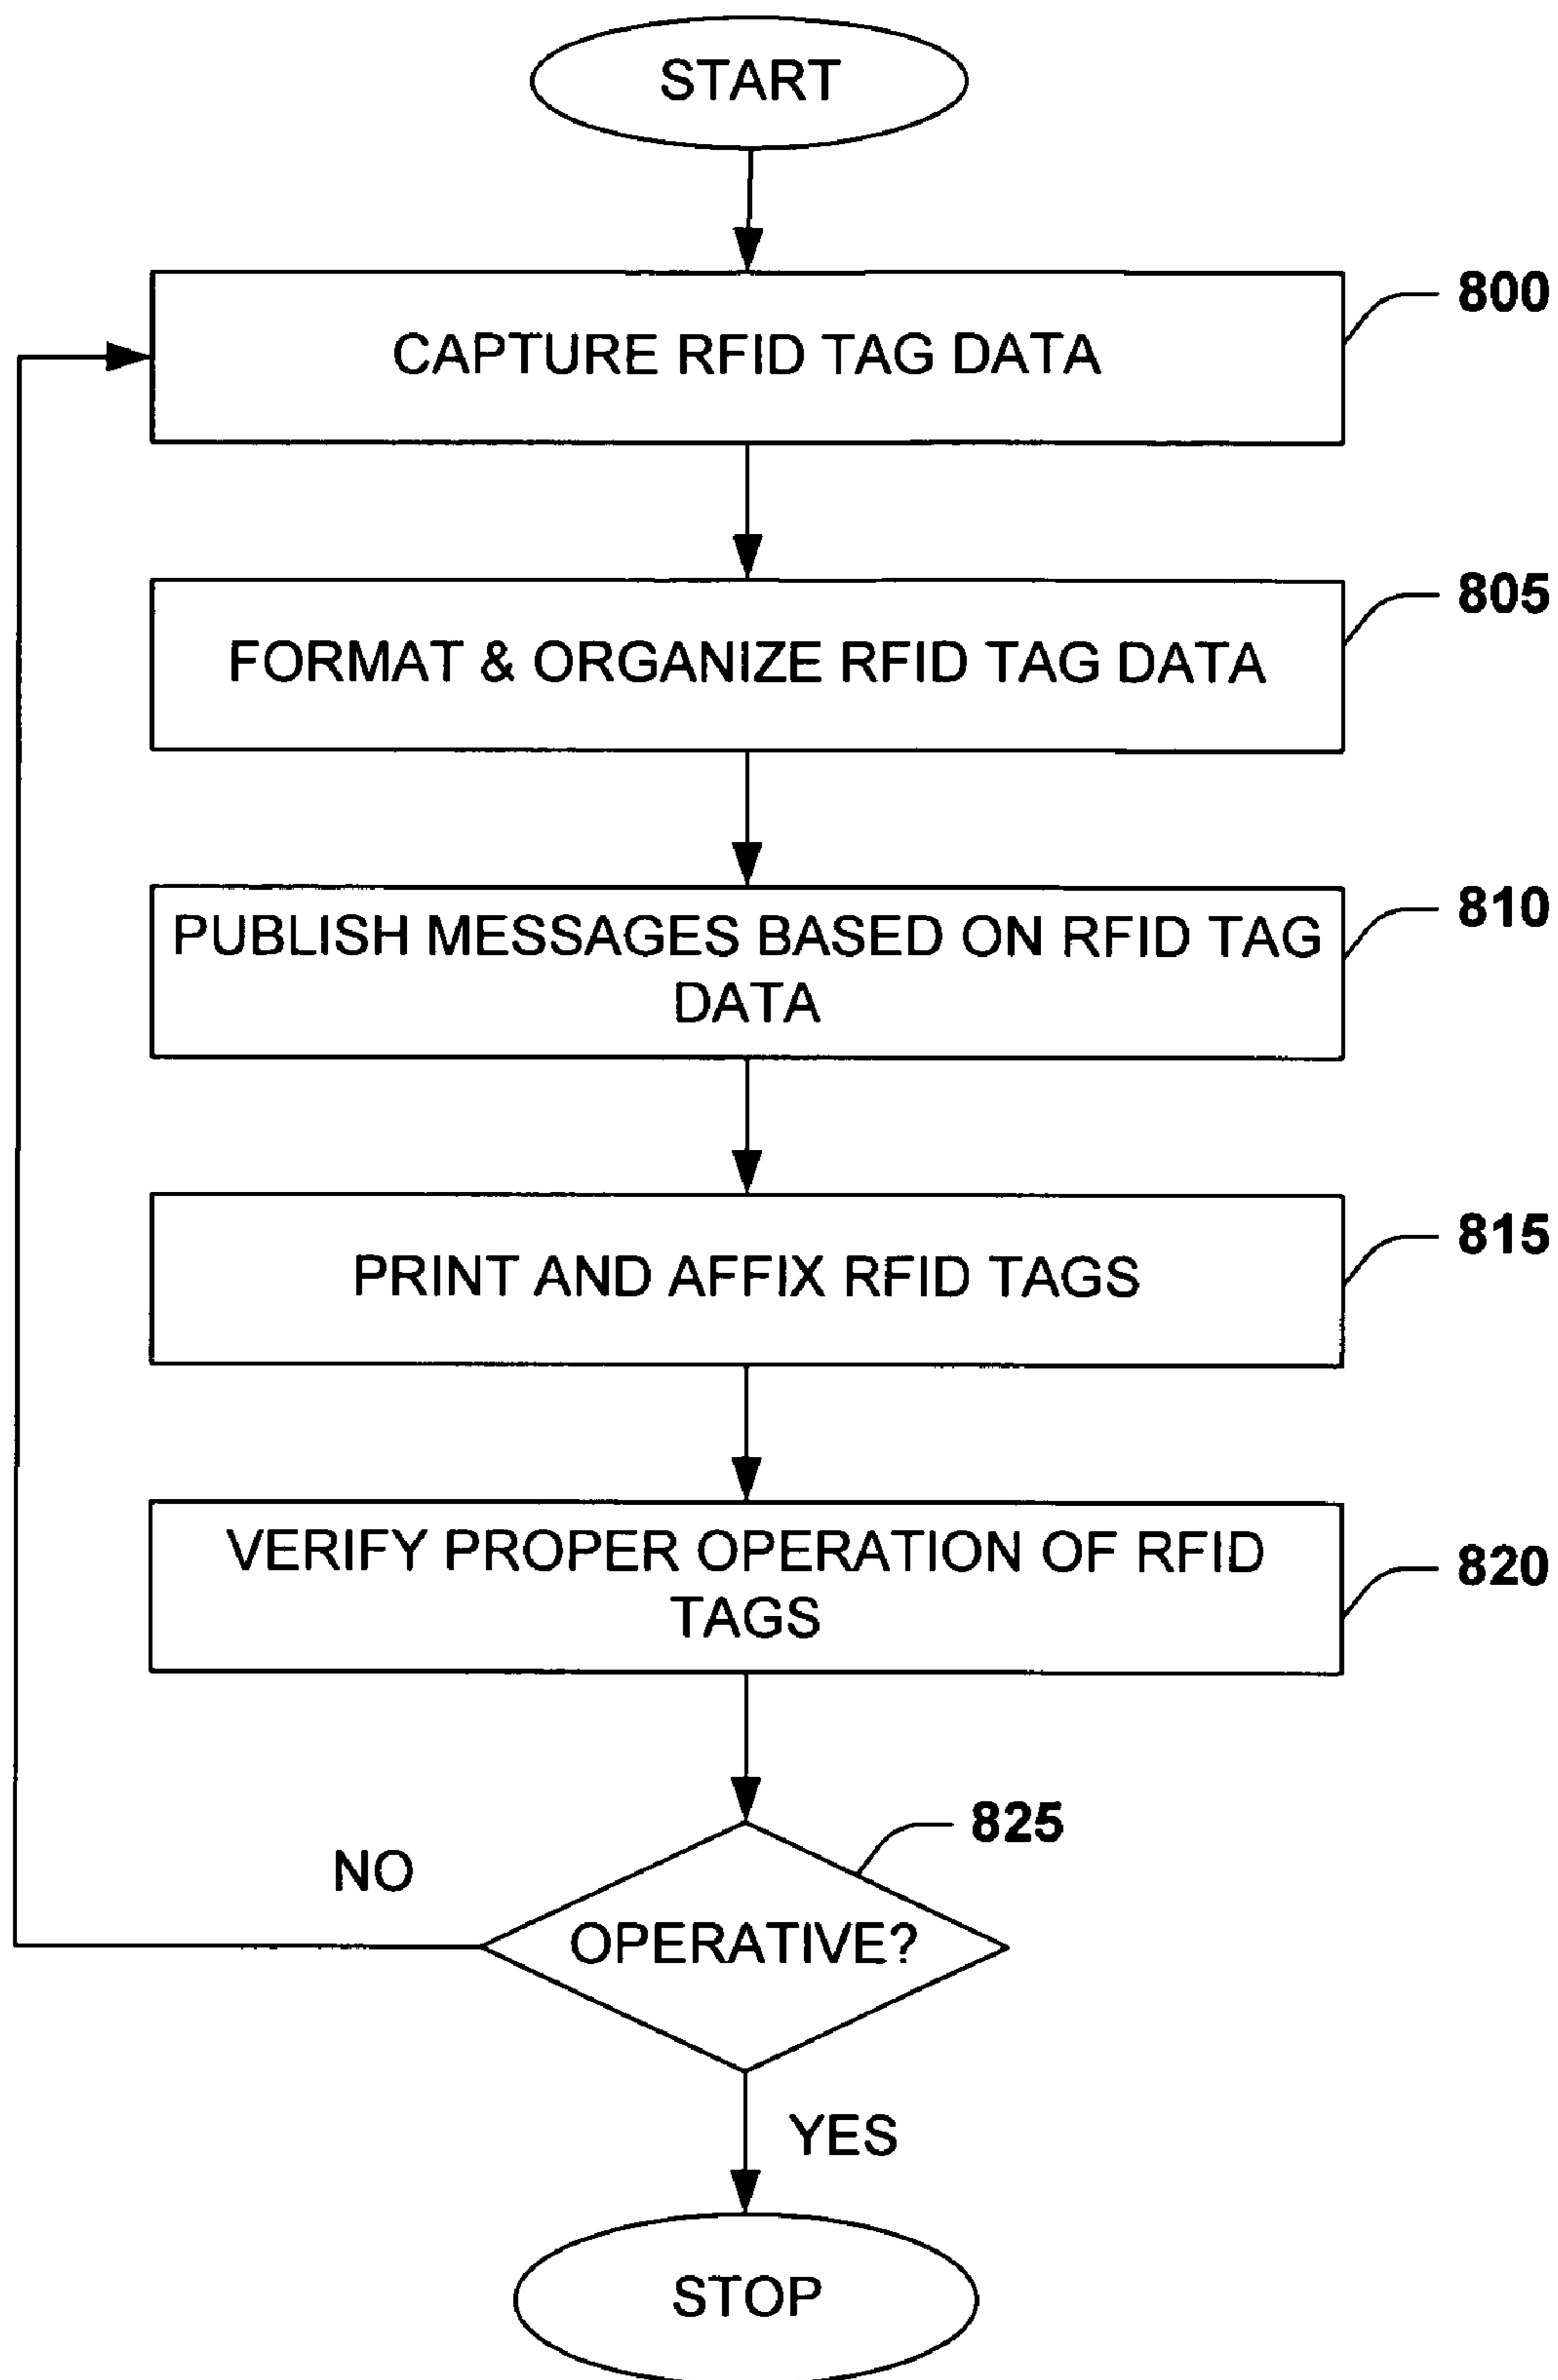 START
800
CAPTURE RFID TAG DATA
805
FORMAT & ORGANIZE RFID TAG DATA
810
PUBLISH MESSAGES BASED ON RFID TAG
DATA
815
PRINT AND AFFIX RFID TAGS
820
VERIFY PROPER OPERATION OF RFID
TAGS
825
NO
OPERATIVE?
YES
STOP